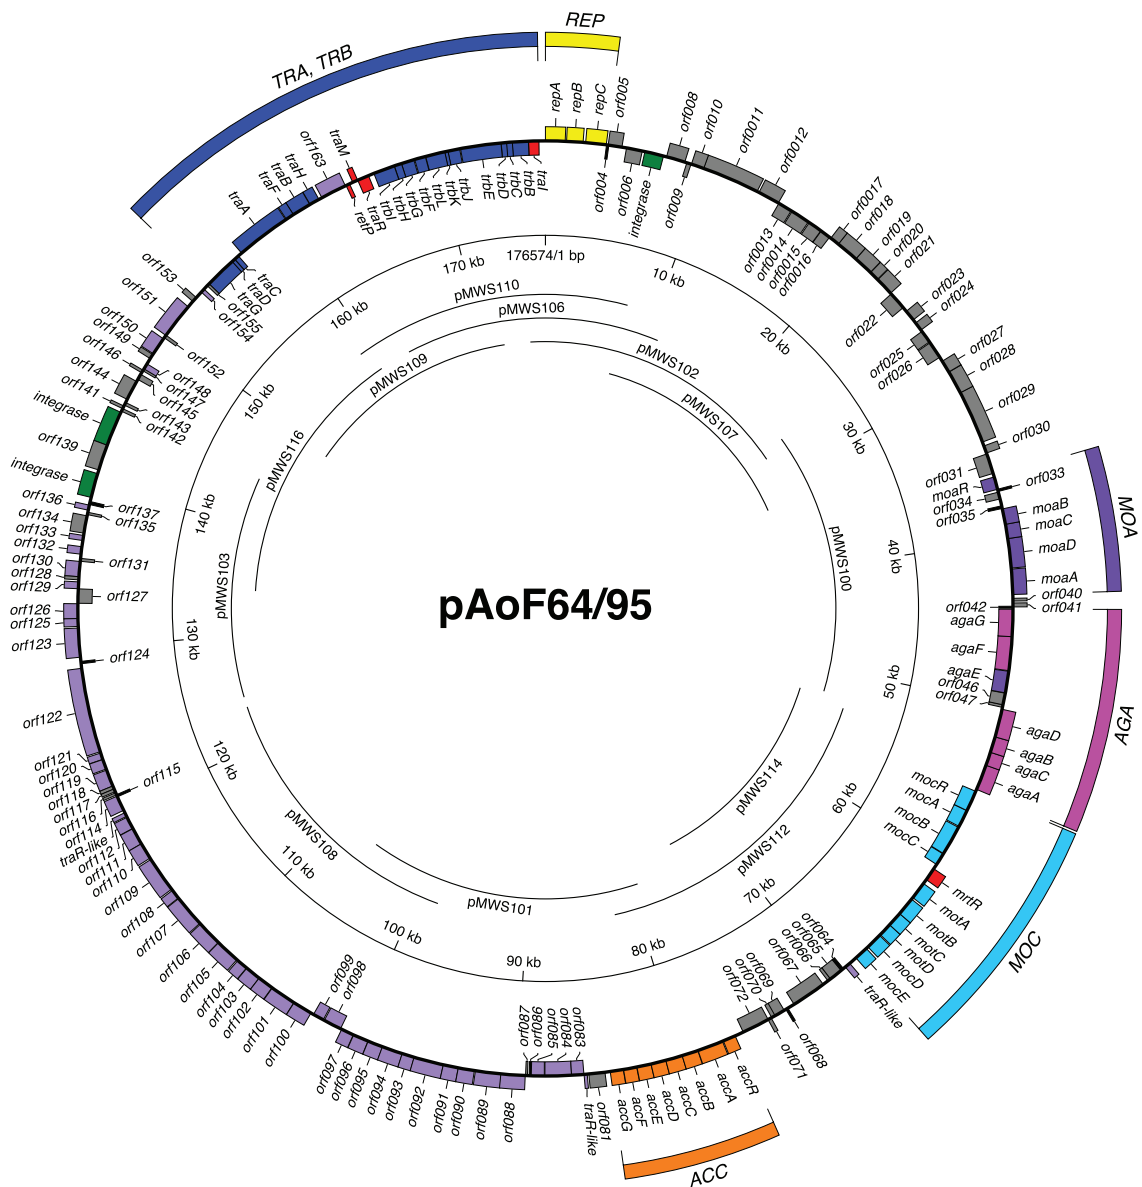 REP
TRA, TRB
repA
repB
repC
orf005
orf004
orf006
integrase
orf008
orf009
orf010
orf0011
orf0012
orf0013
orf0014
orf0015
orf0016
orf0017
orf018
orf019
orf020
orf021
orf022
orf023
orf024
orf025
orf026
orf027
orf028
orf029
orf030
orf031
moaR
orf033
orf034
orf035
moaB
moaC
moaD
moaA
orf040
orf041
MOA
orf042
agaG
agaF
agaE
orf046
orf047
agaD
agaB
agaC
agaA
AGA
mocR
mocA
mocB
mocC
mrtR
motA
motB
motC
motD
mocD
mocE
traR-like
MOC
orf064
orf065
orf066
orf067
orf068
orf069
orf070
orf071
orf072
accR
accA
accB
accC
accD
accE
accF
accG
ACC
orf081
traR-like
orf083
orf084
orf085
orf086
orf087
orf088
orf089
orf090
orf091
orf092
orf093
orf094
orf095
orf096
orf097
orf098
orf099
orf100
orf101
orf102
orf103
orf104
orf105
orf106
orf107
orf108
orf109
orf110
orf111
orf112
traR-like
orf114
orf115
orf116
orf117
orf118
orf119
orf120
orf121
orf122
orf123
orf124
orf125
orf126
orf127
orf129
orf128
orf130
orf131
orf132
orf133
orf134
orf135
orf136
orf137
integrase
orf139
integrase
orf141
orf142
orf143
orf144
orf145
orf146
orf147
orf148
orf149
orf150
orf151
orf152
orf153
orf154
orf155
traG
traD
traC
traA
traF
traB
traH
orf163
traM
retP
traR
trbI
trbH
trbG
trbF
trbL
trbK
trbJ
trbE
trbD
trbC
trbB
traI
176574/1 bp
10 kb
20 kb
30 kb
40 kb
50 kb
60 kb
70 kb
80 kb
90 kb
100 kb
110 kb
120 kb
130 kb
140 kb
150 kb
160 kb
170 kb
pMWS110
pMWS106
pMWS109
pMWS102
pMWS107
pMWS116
pMWS103
pMWS100
pMWS114
pMWS112
pMWS108
pMWS101
pAoF64/95